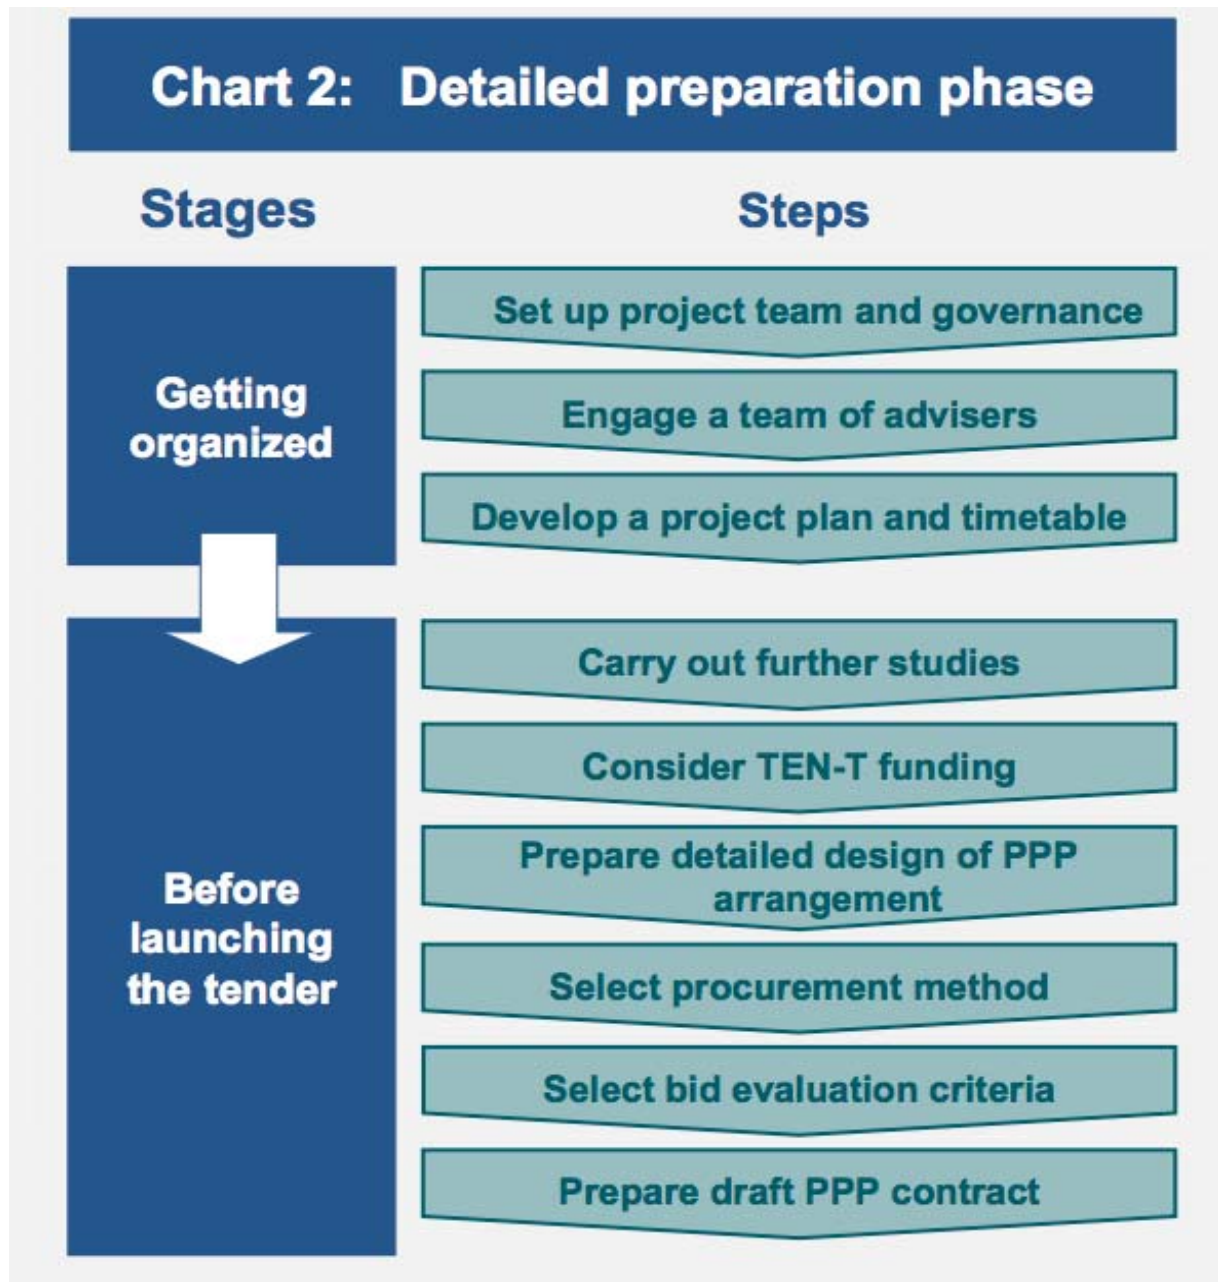 Chart 2: Detailed preparation phase
Stages
Steps
Getting
organized
Set up project team and governance
Engage a team of advisers
Develop a project plan and timetable
Before
launching
the tender
Carry out further studies
Consider TEN-T funding
Prepare detailed design of PPP
arrangement
Select procurement method
Select bid evaluation criteria
Prepare draft PPP contract